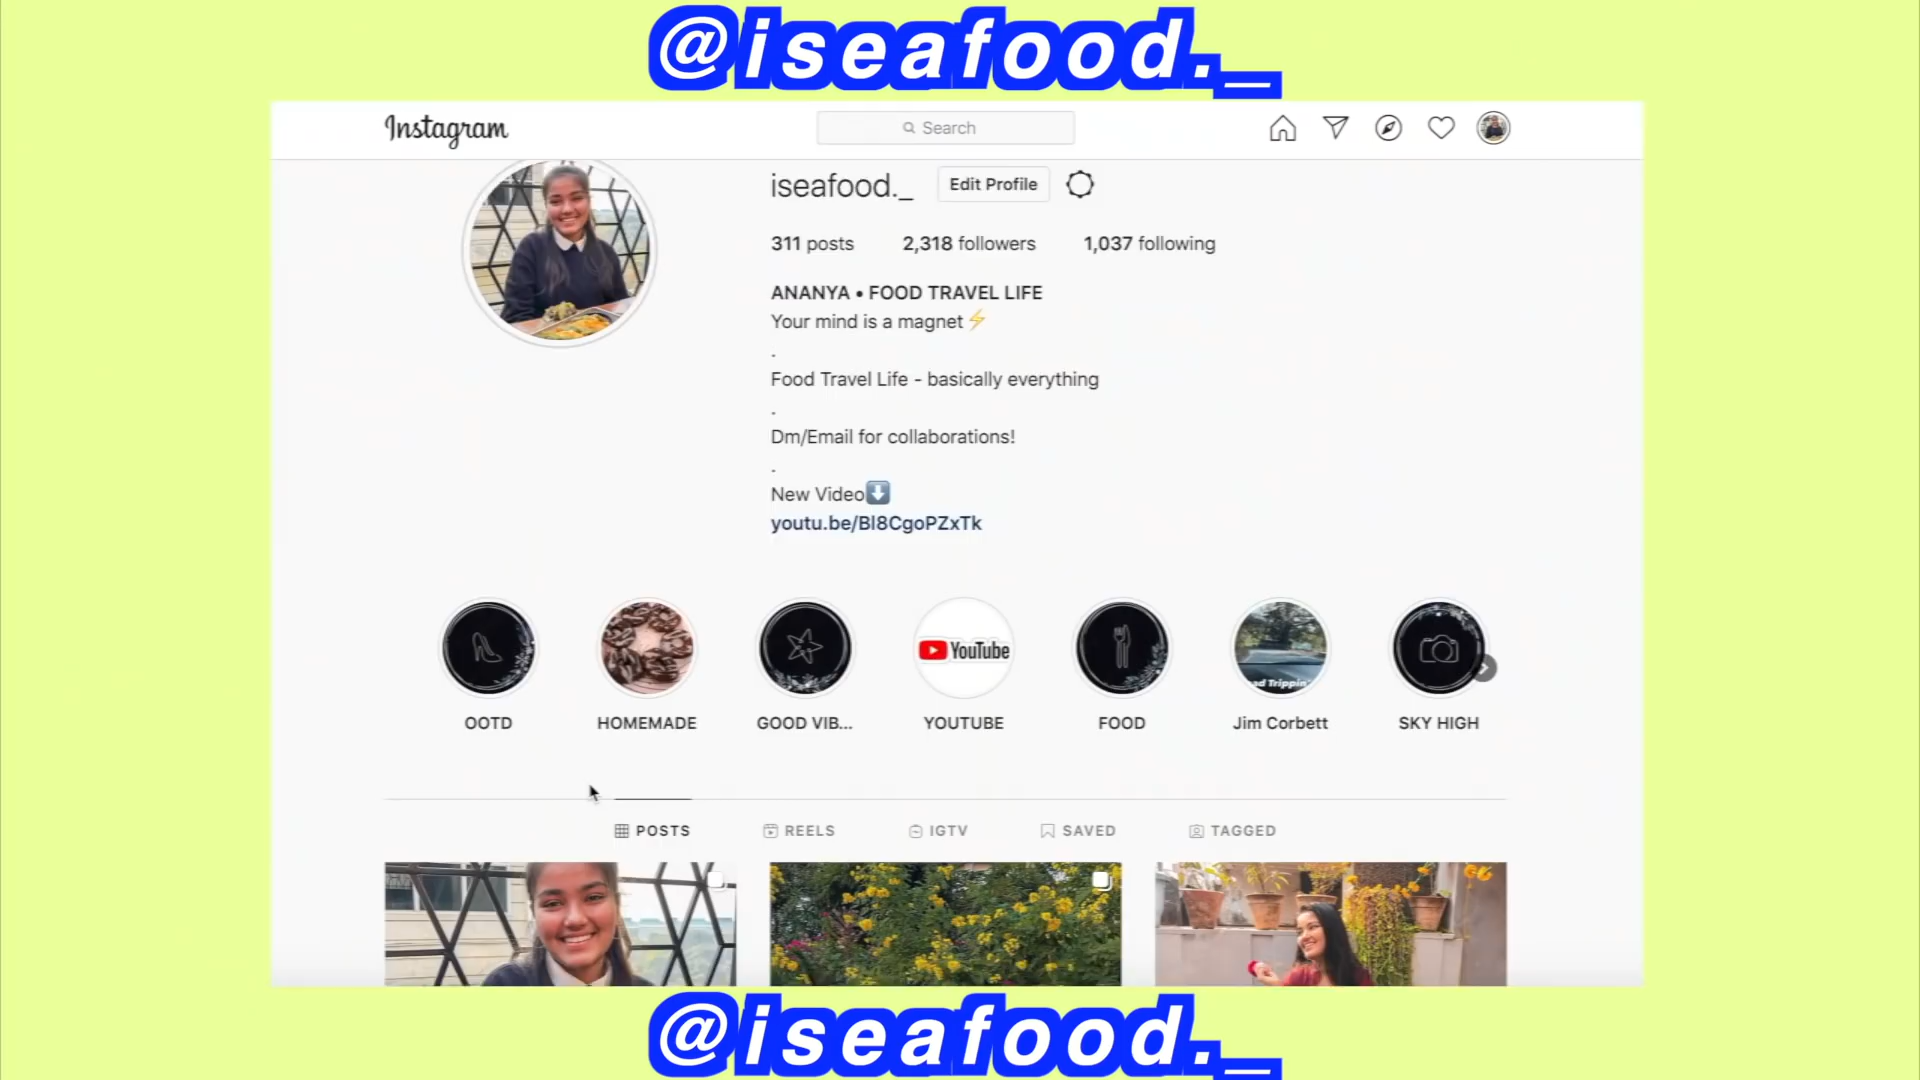 @iseafood._
Instagram
Search
iseafood._
Edit Profile
311 posts 2,318 followers 1,037 following
ANANYA • FOOD TRAVEL LIFE
Your mind is a magnet⚡
.
Food Travel Life - basically everything
.
Dm/Email for collaborations!
.
New Video⬇️
youtu.be/Bl8CgoPZxTk
YouTube
ad Trippin'
OOTD HOMEMADE GOOD VIB... YOUTUBE FOOD Jim Corbett SKY HIGH
POSTS REELS IGTV SAVED TAGGED
@iseafood._